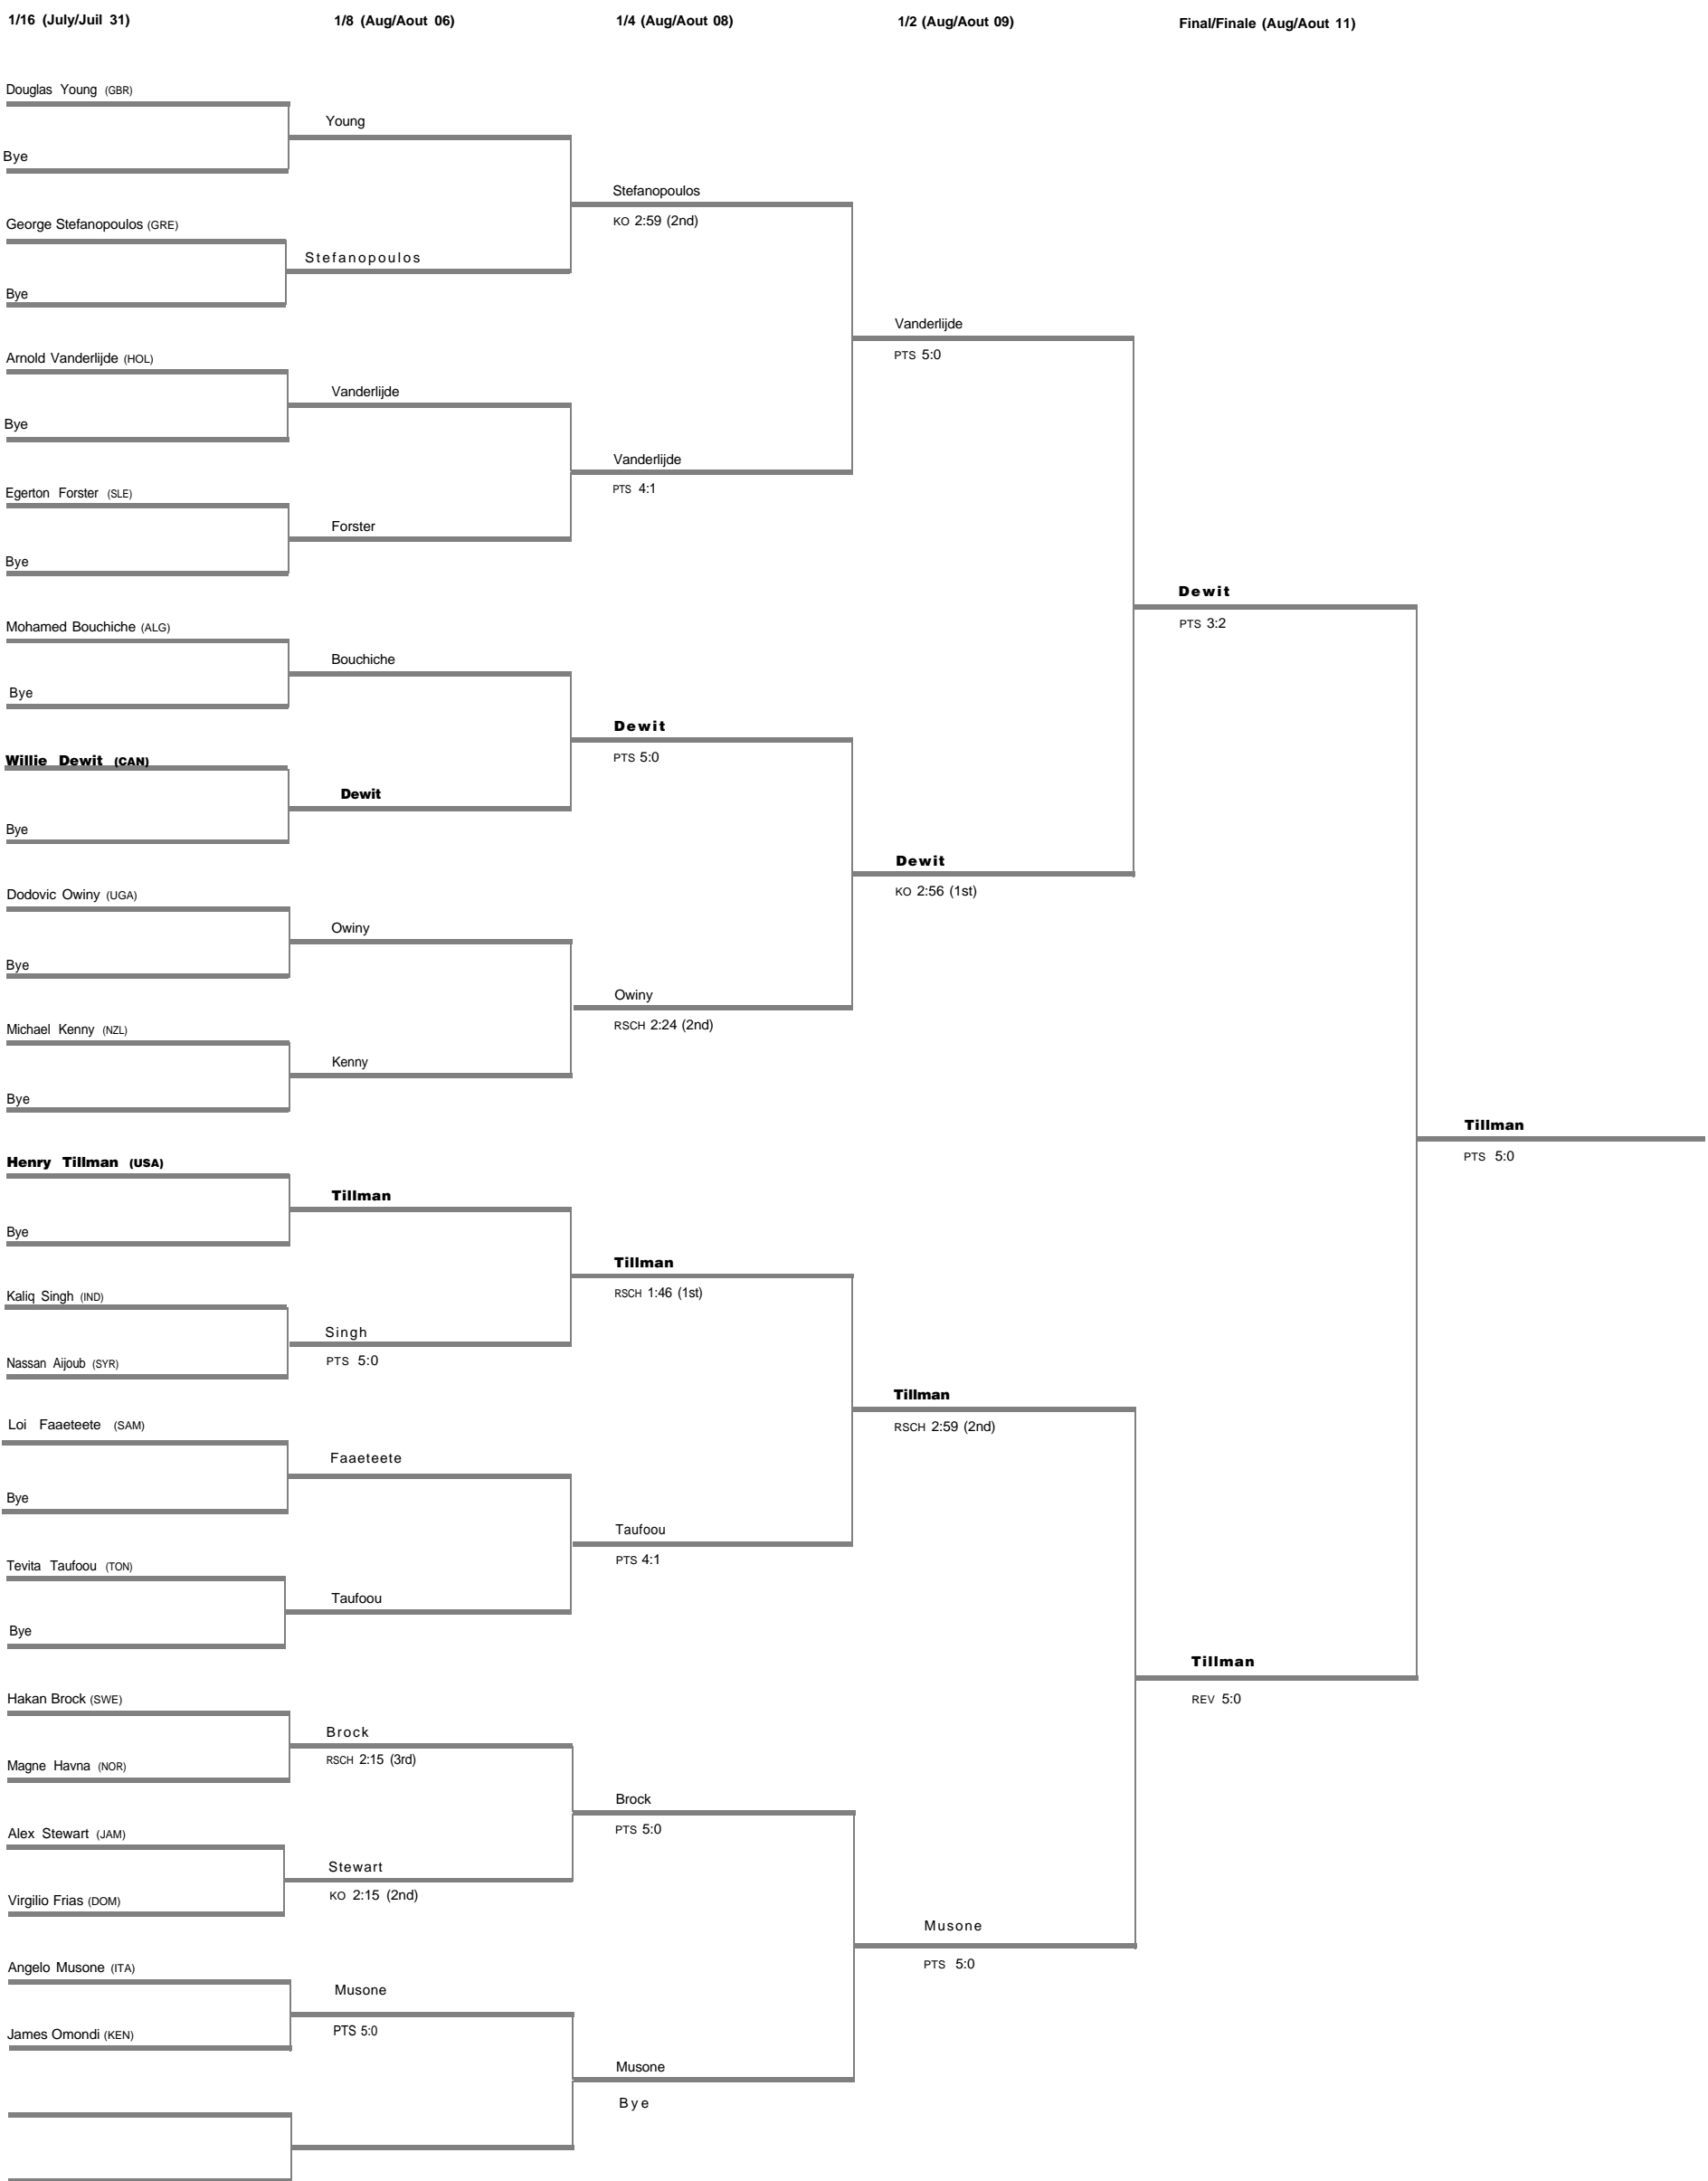 1/16 (July/Juil 31)
1/8 (Aug/Aout 06)
1/4 (Aug/Aout 08)
1/2 (Aug/Aout 09)
Final/Finale (Aug/Aout 11)
Douglas Young (GBR)
Bye
George Stefanopoulos (GRE)
Bye
Arnold Vanderlijde (HOL)
Bye
Egerton Forster (SLE)
Bye
Mohamed Bouchiche (ALG)
Bye
Willie Dewit (CAN)
Bye
Dodovic Owiny (UGA)
Bye
Michael Kenny (NZL)
Bye
Henry Tillman (USA)
Bye
Kaliq Singh (IND)
Nassan Aijoub (SYR)
Loi Faaeteete (SAM)
Bye
Tevita Taufoou (TON)
Bye
Hakan Brock (SWE)
Magne Havna (NOR)
Alex Stewart (JAM)
Virgilio Frias (DOM)
Angelo Musone (ITA)
James Omondi (KEN)
Young
Stefanopoulos
Vanderlijde
Forster
Bouchiche
Dewit
Owiny
Kenny
Tillman
Singh
PTS 5:0
Faaeteete
Taufoou
Brock
RSCH 2:15 (3rd)
Stewart
KO 2:15 (2nd)
Musone
PTS 5:0
Stefanopoulos
KO 2:59 (2nd)
Vanderlijde
PTS 4:1
Dewit
PTS 5:0
Owiny
RSCH 2:24 (2nd)
Tillman
RSCH 1:46 (1st)
Taufoou
PTS 4:1
Brock
PTS 5:0
Musone
Bye
Vanderlijde
PTS 5:0
Dewit
KO 2:56 (1st)
Tillman
RSCH 2:59 (2nd)
Musone
PTS 5:0
Dewit
PTS 3:2
Tillman
REV 5:0
Tillman
PTS 5:0